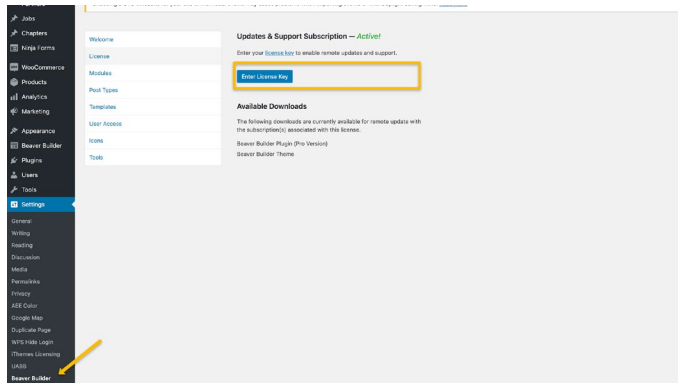 Jobs
Chapters
Ninja Forms
WooCommerce
Products
Analytics
Marketing
Appearance
Beaver Builder
Plugins
Users
Tools
Settings
General
Writing
Reading
Discussion
Media
Permalinks
Privacy
AEE Color
Google Map
Duplicate Page
WPS Hide Login
iThemes Licensing
UABB
Beaver Builder
Welcome
License
Modules
Post Types
Templates
User Access
Icons
Tools
Updates & Support Subscription — Active!
Enter your license key to enable remote updates and support.
Enter License Key
Available Downloads
The following downloads are currently available for remote update with
the subscription(s) associated with this license.
Beaver Builder Plugin (Pro Version)
Beaver Builder Theme